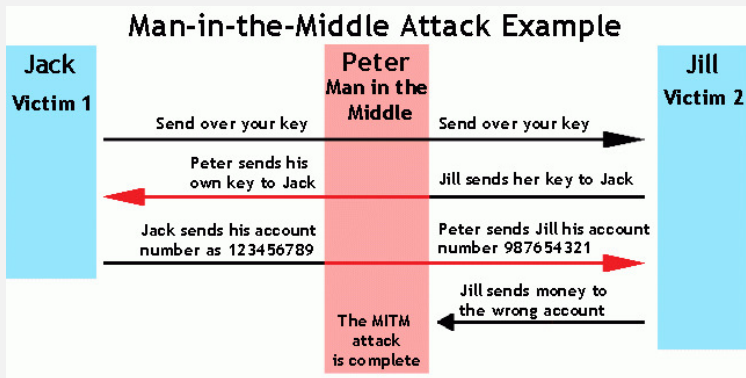 Man-in-the-Middle Attack Example
Jack
Victim 1
Peter
Man in the
Middle
Jill
Victim 2
Send over your key
Send over your key
Peter sends his
own key to Jack
Jill sends her key to Jack
Jack sends his account
number as 123456789
Peter sends Jill his account
number 987654321
Jill sends money to
the wrong account
The MITM
attack
is complete